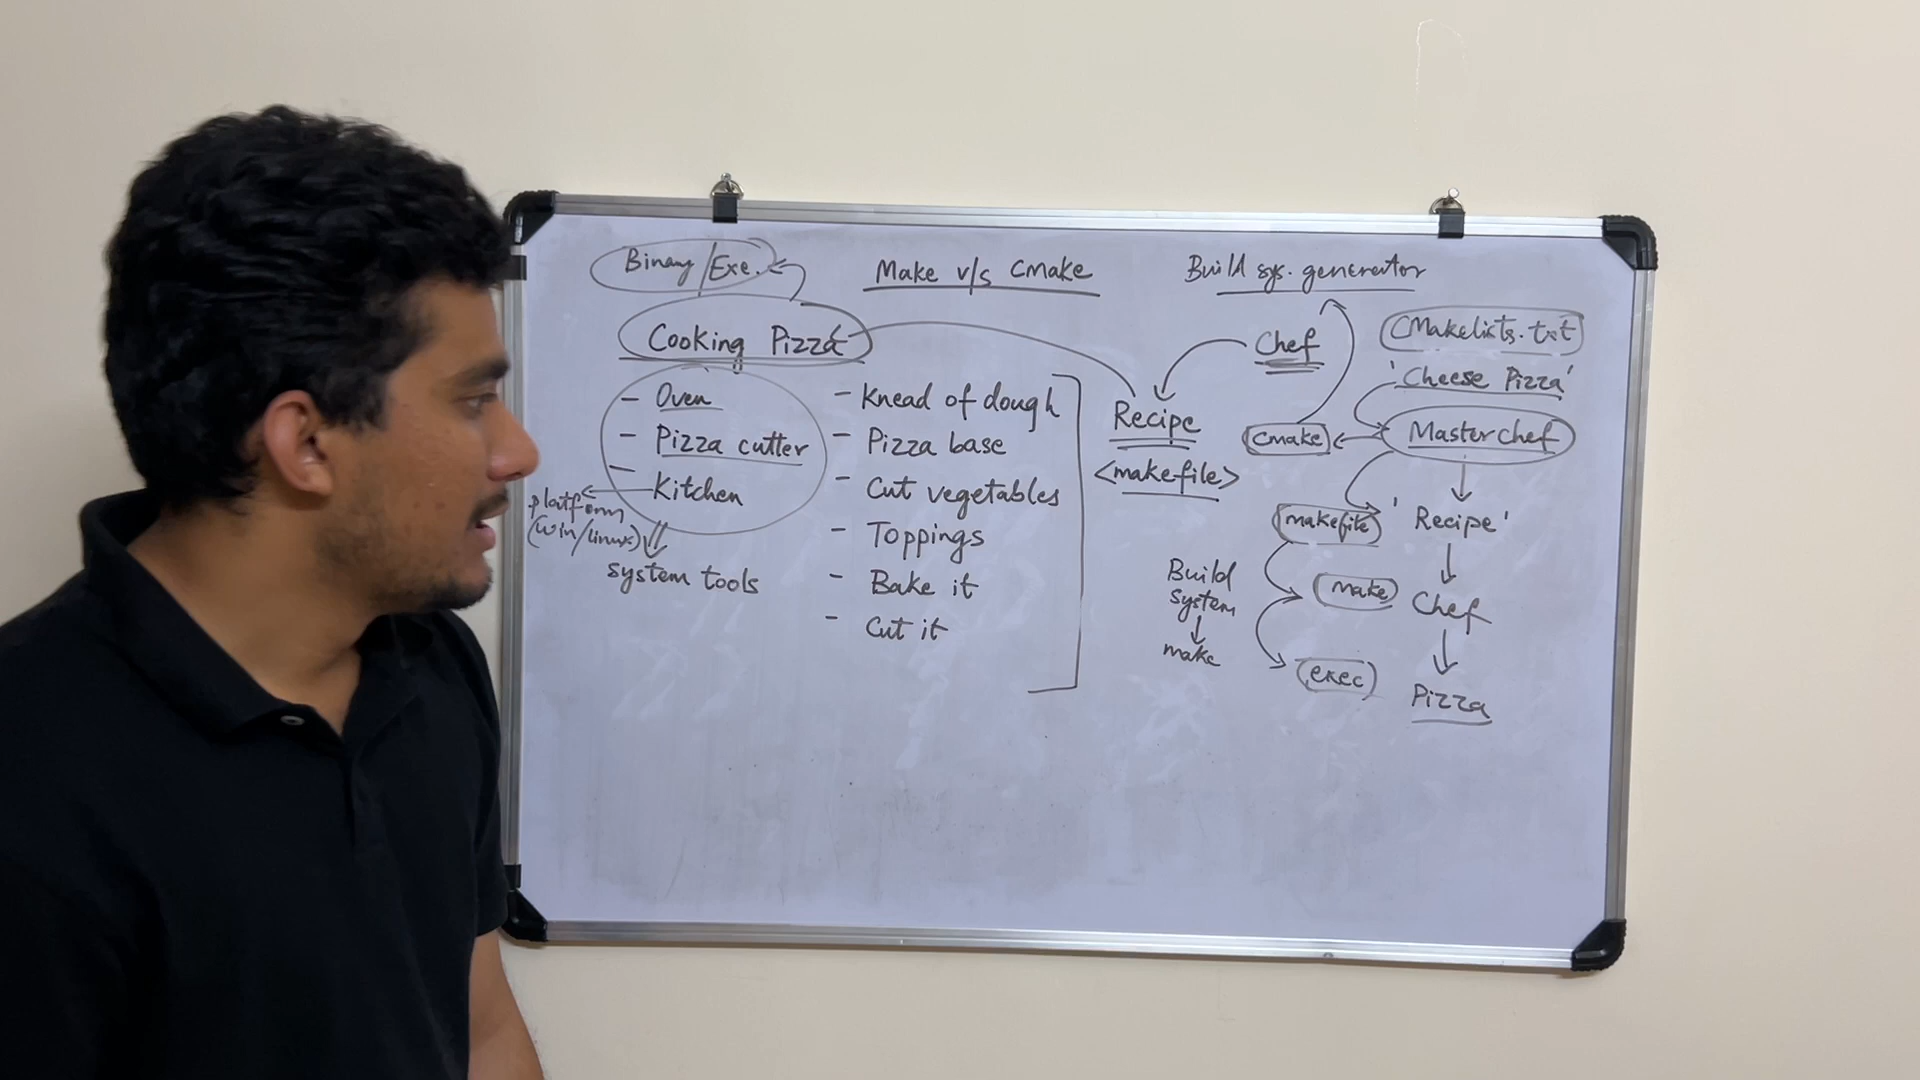 Binary/Exe.
Make v/s Cmake
Build sys. generator
Cooking Pizza
- Oven
- Pizza cutter
- Kitchen
platform
(win/linux)
system tools
- Knead of dough
- Pizza base
- Cut vegetables
- Toppings
- Bake it
- Cut it
Chef
Recipe
<makefile>
Build
system
make
CMakelists.txt
'Cheese Pizza'
Masterchef
cmake
makefile
'Recipe'
make
Chef
exec
Pizza